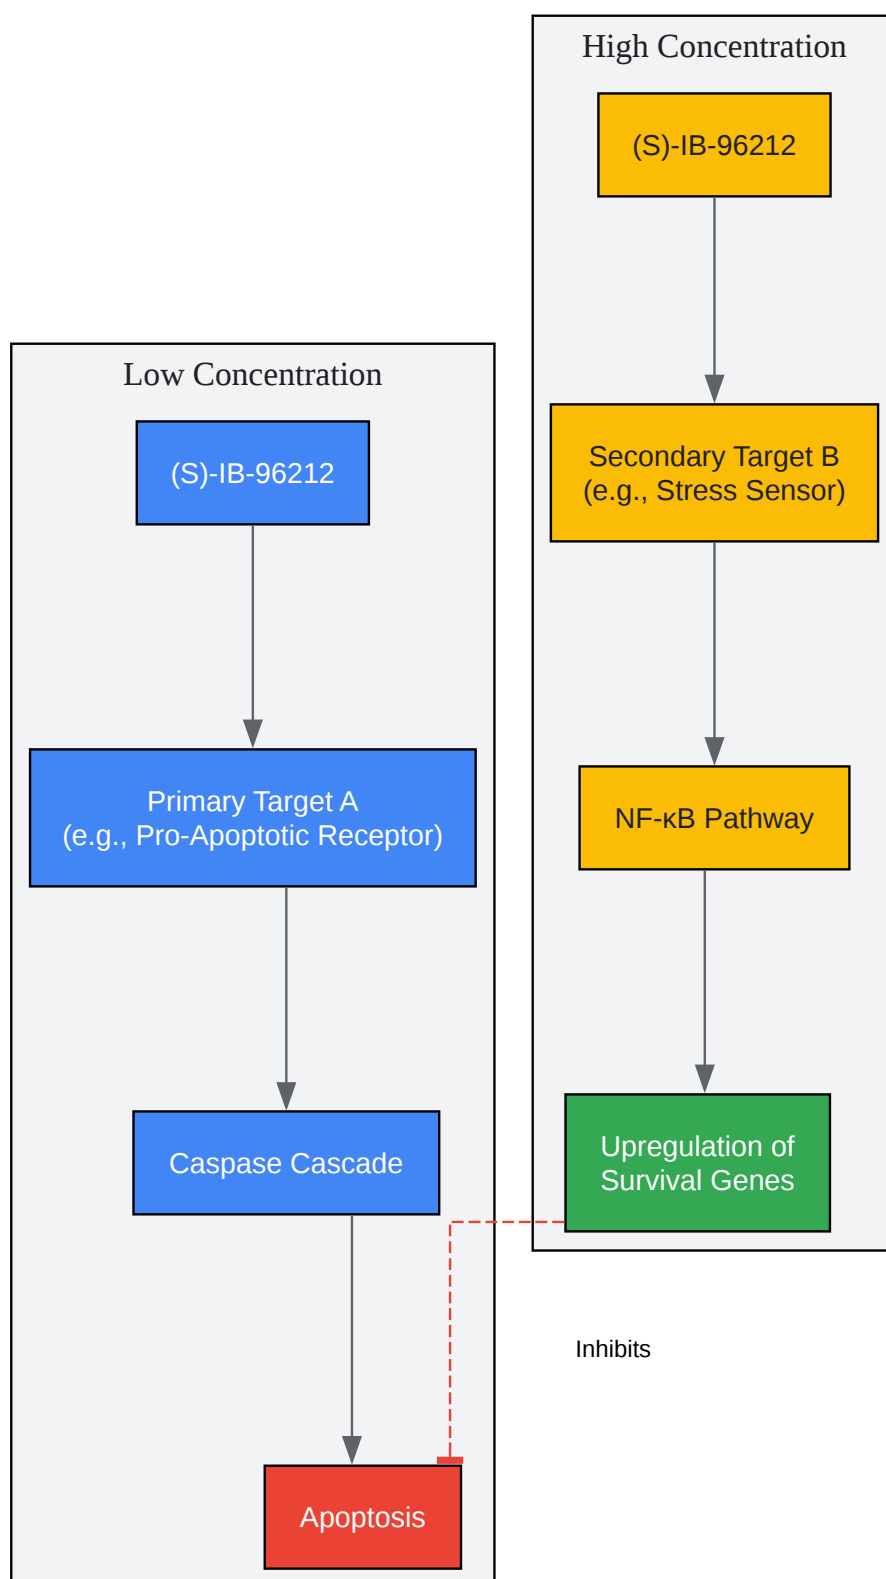 High Concentration
(S)-IB-96212
Secondary Target B
(e.g., Stress Sensor)
NF-κB Pathway
Upregulation of
Survival Genes
Low Concentration
(S)-IB-96212
Primary Target A
(e.g., Pro-Apoptotic Receptor)
Caspase Cascade
Inhibits
Apoptosis